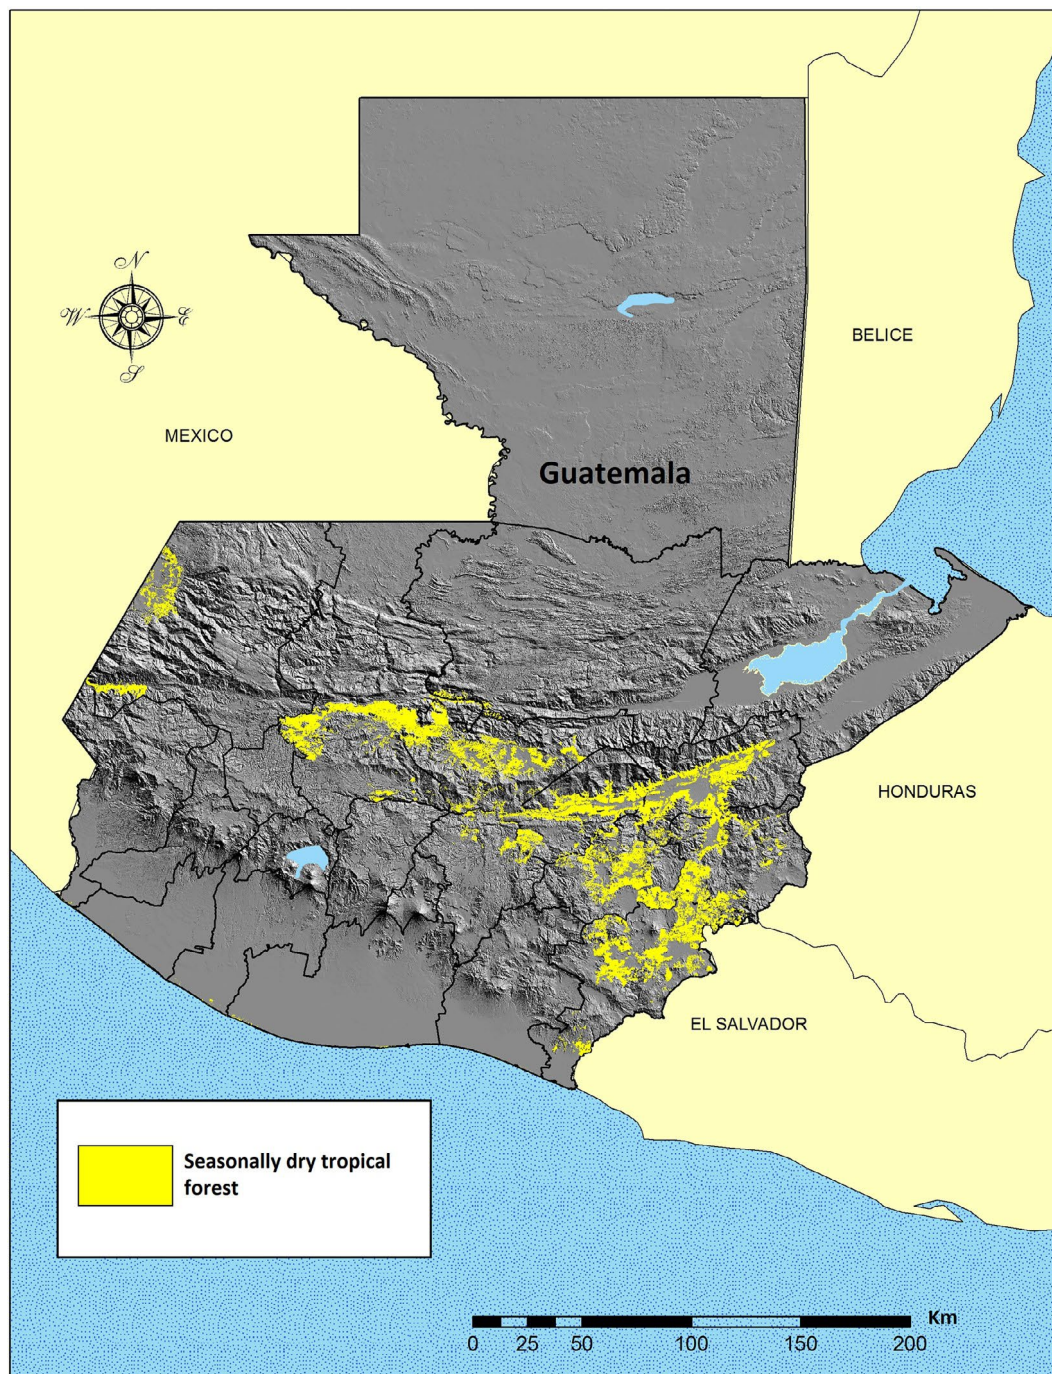 N
W
E
S
BELICE
MEXICO
Guatemala
HONDURAS
EL SALVADOR
Seasonally dry tropical
forest
Km
0 25 50 100 150 200